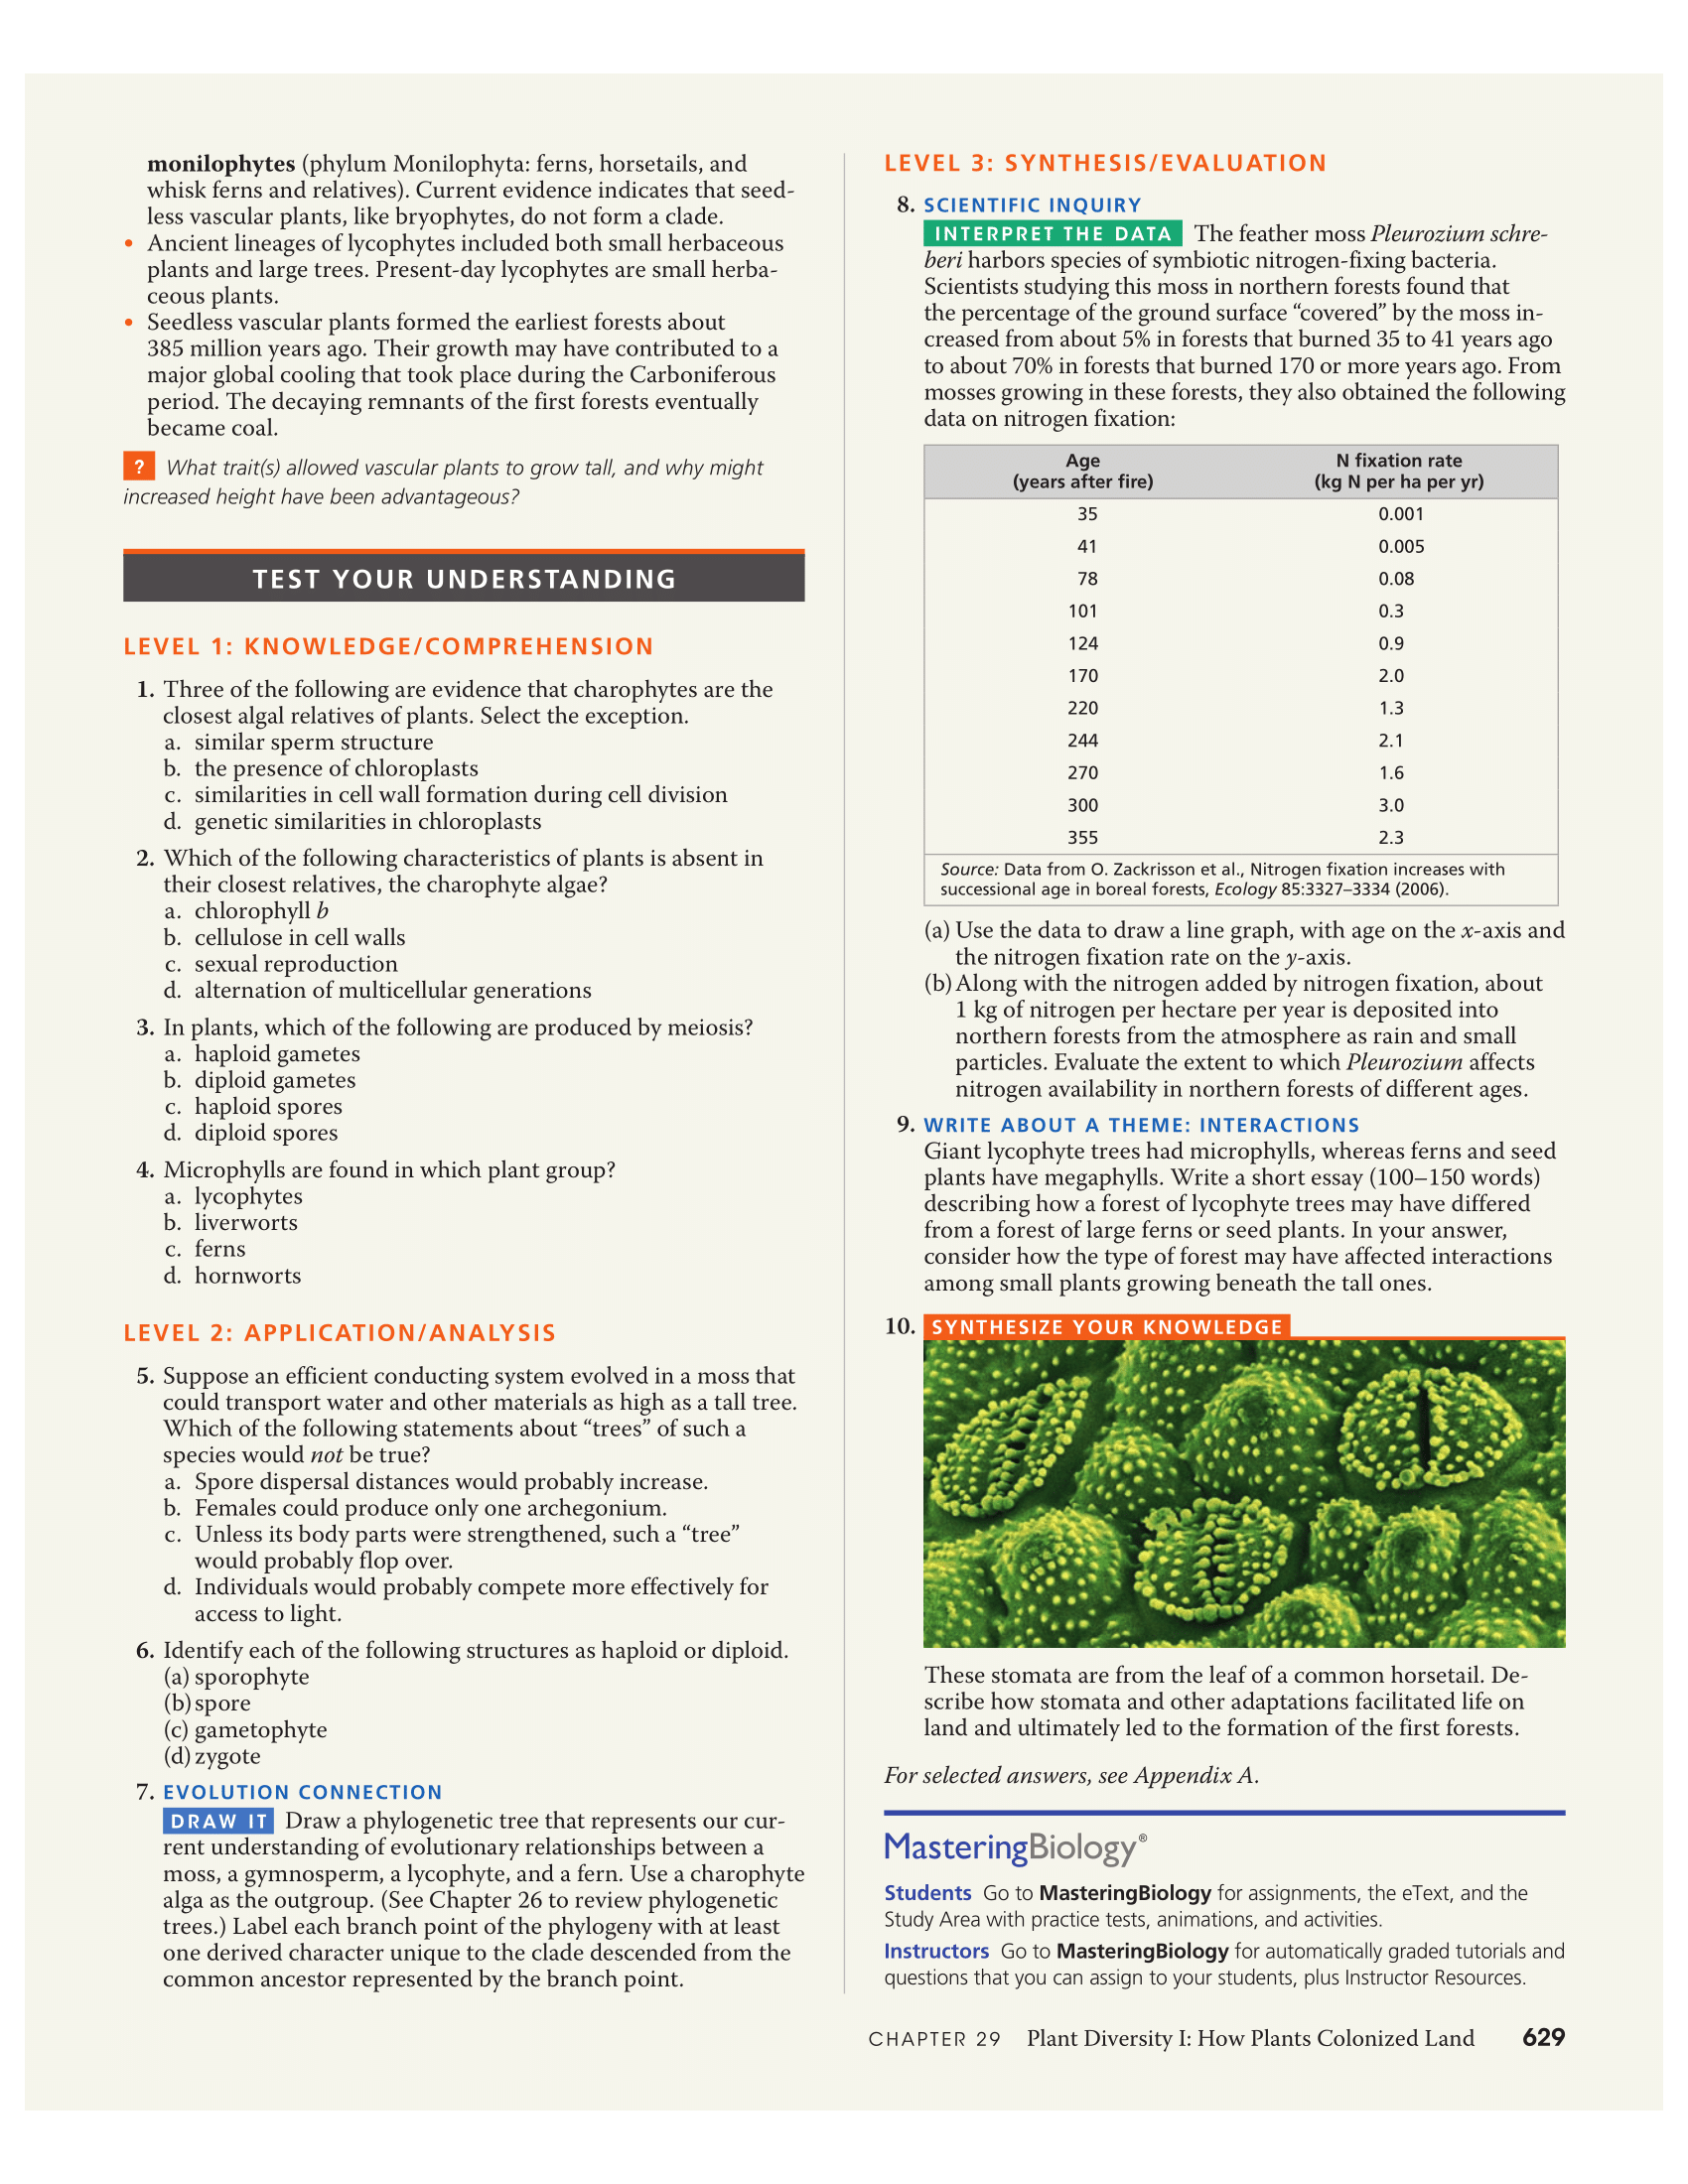 monilophytes (phylum Monilophyta: ferns, horsetails, and
whisk ferns and relatives). Current evidence indicates that seed-
less vascular plants, like bryophytes, do not form a clade.
• Ancient lineages of lycophytes included both small herbaceous
plants and large trees. Present-day lycophytes are small herba-
ceous plants.
• Seedless vascular plants formed the earliest forests about
385 million years ago. Their growth may have contributed to a
major global cooling that took place during the Carboniferous
period. The decaying remnants of the first forests eventually
became coal.
? What trait(s) allowed vascular plants to grow tall, and why might
increased height have been advantageous?
TEST YOUR UNDERSTANDING
LEVEL 1: KNOWLEDGE/COMPREHENSION
1. Three of the following are evidence that charophytes are the
closest algal relatives of plants. Select the exception.
a. similar sperm structure
b. the presence of chloroplasts
c. similarities in cell wall formation during cell division
d. genetic similarities in chloroplasts
2. Which of the following characteristics of plants is absent in
their closest relatives, the charophyte algae?
a. chlorophyll b
b. cellulose in cell walls
c. sexual reproduction
d. alternation of multicellular generations
3. In plants, which of the following are produced by meiosis?
a. haploid gametes
b. diploid gametes
c. haploid spores
d. diploid spores
4. Microphylls are found in which plant group?
a. lycophytes
b. liverworts
c. ferns
d. hornworts
LEVEL 2: APPLICATION/ANALYSIS
5. Suppose an efficient conducting system evolved in a moss that
could transport water and other materials as high as a tall tree.
Which of the following statements about “trees” of such a
species would not be true?
a. Spore dispersal distances would probably increase.
b. Females could produce only one archegonium.
c. Unless its body parts were strengthened, such a “tree”
would probably flop over.
d. Individuals would probably compete more effectively for
access to light.
6. Identify each of the following structures as haploid or diploid.
(a) sporophyte
(b) spore
(c) gametophyte
(d) zygote
7. EVOLUTION CONNECTION
DRAW IT Draw a phylogenetic tree that represents our cur-
rent understanding of evolutionary relationships between a
moss, a gymnosperm, a lycophyte, and a fern. Use a charophyte
alga as the outgroup. (See Chapter 26 to review phylogenetic
trees.) Label each branch point of the phylogeny with at least
one derived character unique to the clade descended from the
common ancestor represented by the branch point.
LEVEL 3: SYNTHESIS/EVALUATION
8. SCIENTIFIC INQUIRY
INTERPRET THE DATA The feather moss Pleurozium schre-
beri harbors species of symbiotic nitrogen-fixing bacteria.
Scientists studying this moss in northern forests found that
the percentage of the ground surface “covered” by the moss in-
creased from about 5% in forests that burned 35 to 41 years ago
to about 70% in forests that burned 170 or more years ago. From
mosses growing in these forests, they also obtained the following
data on nitrogen fixation:
Age N fixation rate
(years after fire) (kg N per ha per yr)
35 0.001
41 0.005
78 0.08
101 0.3
124 0.9
170 2.0
220 1.3
244 2.1
270 1.6
300 3.0
355 2.3
Source: Data from O. Zackrisson et al., Nitrogen fixation increases with
successional age in boreal forests, Ecology 85:3327–3334 (2006).
(a) Use the data to draw a line graph, with age on the x-axis and
the nitrogen fixation rate on the y-axis.
(b) Along with the nitrogen added by nitrogen fixation, about
1 kg of nitrogen per hectare per year is deposited into
northern forests from the atmosphere as rain and small
particles. Evaluate the extent to which Pleurozium affects
nitrogen availability in northern forests of different ages.
9. WRITE ABOUT A THEME: INTERACTIONS
Giant lycophyte trees had microphylls, whereas ferns and seed
plants have megaphylls. Write a short essay (100–150 words)
describing how a forest of lycophyte trees may have differed
from a forest of large ferns or seed plants. In your answer,
consider how the type of forest may have affected interactions
among small plants growing beneath the tall ones.
10. SYNTHESIZE YOUR KNOWLEDGE
These stomata are from the leaf of a common horsetail. De-
scribe how stomata and other adaptations facilitated life on
land and ultimately led to the formation of the first forests.
For selected answers, see Appendix A.
MasteringBiology®
Students Go to MasteringBiology for assignments, the eText, and the
Study Area with practice tests, animations, and activities.
Instructors Go to MasteringBiology for automatically graded tutorials and
questions that you can assign to your students, plus Instructor Resources.
CHAPTER 29 Plant Diversity I: How Plants Colonized Land 629